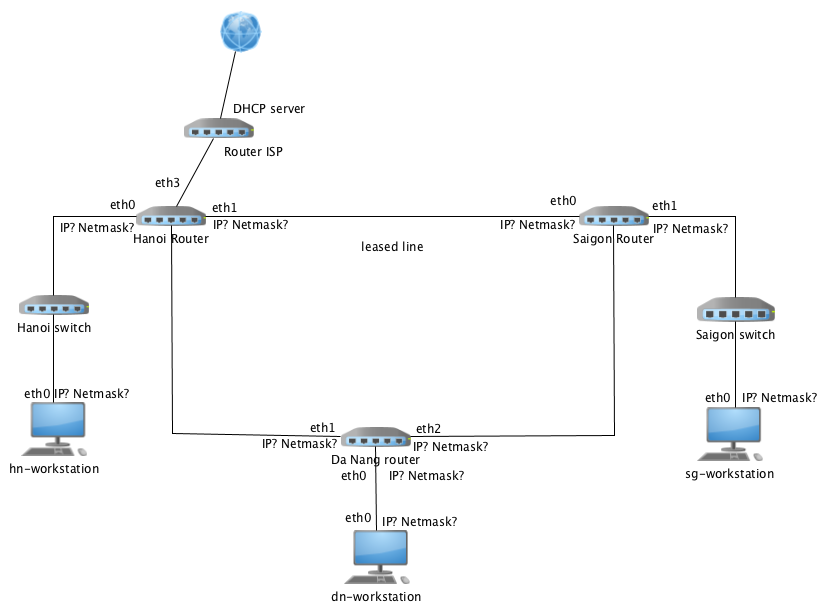 DHCP server
Router ISP
eth3
eth0
eth1
IP? Netmask?
IP? Netmask?
Hanoi Router
leased line
eth0
eth1
IP? Netmask?
IP? Netmask?
Saigon Router
Hanoi switch
Saigon switch
eth0 IP? Netmask?
hn-workstation
eth0 IP? Netmask?
sg-workstation
eth1
eth2
IP? Netmask?
IP? Netmask?
Da Nang router
eth0 IP? Netmask?
eth0 IP? Netmask?
dn-workstation